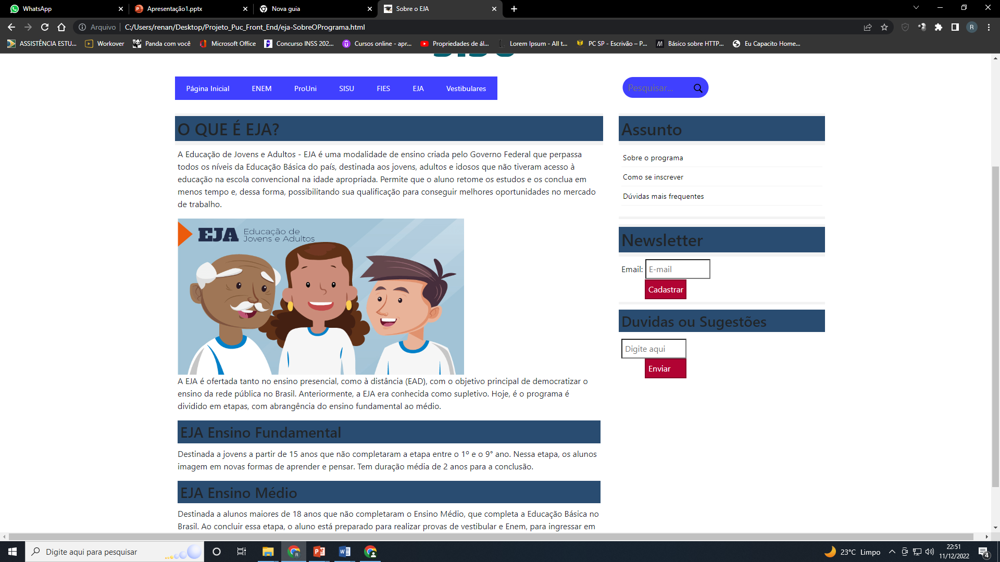 WhatsApp
Apresentação1.pptx
Nova guia
Sobre o EJA
Arquivo
C:/Users/renan/Desktop/Projeto_Puc_Front_End/eja-SobreOPrograma.html
R
ASSISTÊNCIA ESTU...
Workover
Panda com você
Microsoft Office
Concurso INSS 202...
Cursos online - apr...
Propriedades de ál...
Lorem Ipsum - All t...
PC SP - Escrivão – P...
Básico sobre HTTP...
Eu Capacito Home...
Página Inicial
ENEM
ProUni
SISU
FIES
EJA
Vestibulares
Pesquisar...
O QUE É EJA?
A Educação de Jovens e Adultos - EJA é uma modalidade de ensino criada pelo Governo Federal que perpassa
todos os níveis da Educação Básica do país, destinada aos jovens, adultos e idosos que não tiveram acesso à
educação na escola convencional na idade apropriada. Permite que o aluno retome os estudos e os conclua em
menos tempo e, dessa forma, possibilitando sua qualificação para conseguir melhores oportunidades no mercado
de trabalho.
EJA Educação de
Jovens e Adultos
A EJA é ofertada tanto no ensino presencial, como à distância (EAD), com o objetivo principal de democratizar o
ensino da rede pública no Brasil. Anteriormente, a EJA era conhecida como supletivo. Hoje, é o programa é
dividido em etapas, com abrangência do ensino fundamental ao médio.
EJA Ensino Fundamental
Destinada a jovens a partir de 15 anos que não completaram a etapa entre o 1º e o 9° ano. Nessa etapa, os alunos
imagem em novas formas de aprender e pensar. Tem duração média de 2 anos para a conclusão.
EJA Ensino Médio
Destinada a alunos maiores de 18 anos que não completaram o Ensino Médio, que completa a Educação Básica no
Brasil. Ao concluir essa etapa, o aluno está preparado para realizar provas de vestibular e Enem, para ingressar em
Assunto
Sobre o programa
Como se inscrever
Dúvidas mais frequentes
Newsletter
Email:
E-mail
Cadastrar
Duvidas ou Sugestões
Digite aqui
Enviar
Digite aqui para pesquisar
23°C Limpo
22:51
11/12/2022
4